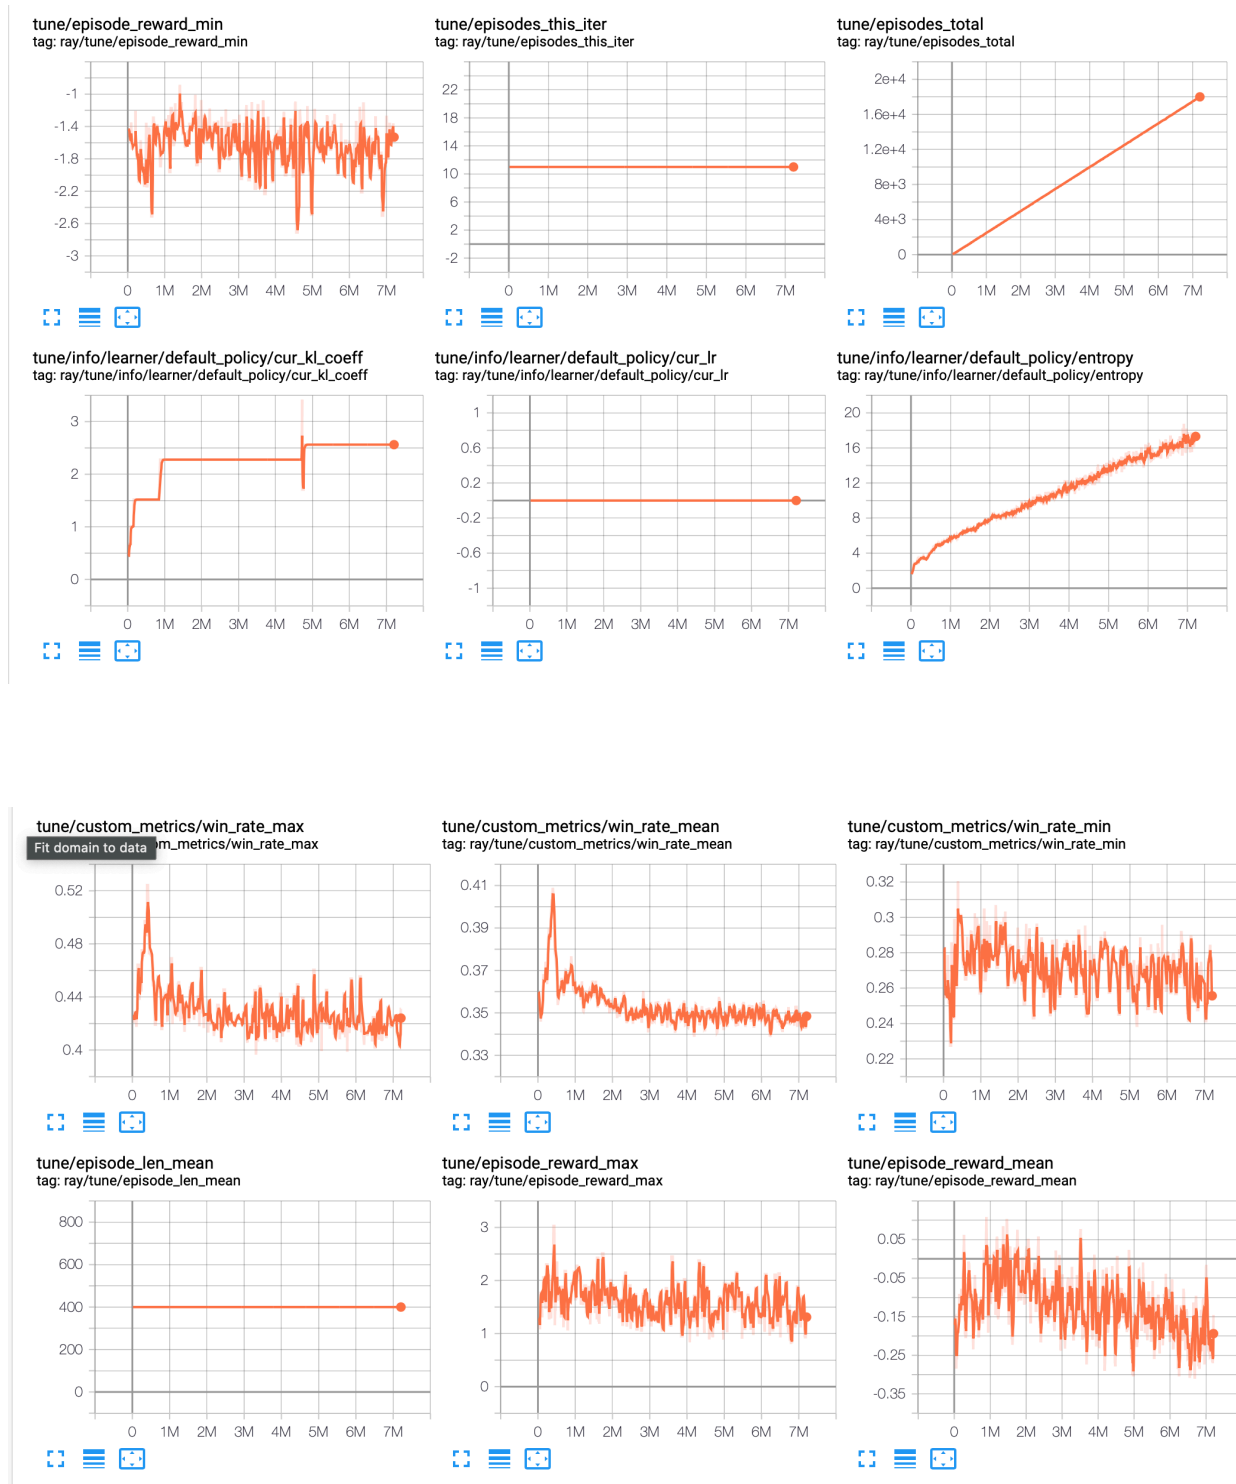 tune/episode_reward_min
tag: ray/tune/episode_reward_min
-1
-1.4
-1.8
-2.2
-2.6
-3
0 1M 2M 3M 4M 5M 6M 7M
tune/episodes_this_iter
tag: ray/tune/episodes_this_iter
22
18
14
10
6
2
-2
0 1M 2M 3M 4M 5M 6M 7M
tune/episodes_total
tag: ray/tune/episodes_total
2e+4
1.6e+4
1.2e+4
8e+3
4e+3
0
0 1M 2M 3M 4M 5M 6M 7M
tune/info/learner/default_policy/cur_kl_coeff
tag: ray/tune/info/learner/default_policy/cur_kl_coeff
3
2
1
0
0 1M 2M 3M 4M 5M 6M 7M
tune/info/learner/default_policy/cur_lr
tag: ray/tune/info/learner/default_policy/cur_lr
1
0.6
0.2
-0.2
-0.6
-1
0 1M 2M 3M 4M 5M 6M 7M
tune/info/learner/default_policy/entropy
tag: ray/tune/info/learner/default_policy/entropy
20
16
12
8
4
0
0 1M 2M 3M 4M 5M 6M 7M
tune/custom_metrics/win_rate_max
Fit domain to data
om_metrics/win_rate_max
0.52
0.48
0.44
0.4
0 1M 2M 3M 4M 5M 6M 7M
tune/custom_metrics/win_rate_mean
tag: ray/tune/custom_metrics/win_rate_mean
0.41
0.39
0.37
0.35
0.33
0 1M 2M 3M 4M 5M 6M 7M
tune/custom_metrics/win_rate_min
tag: ray/tune/custom_metrics/win_rate_min
0.32
0.3
0.28
0.26
0.24
0.22
0 1M 2M 3M 4M 5M 6M 7M
tune/episode_len_mean
tag: ray/tune/episode_len_mean
800
600
400
200
0
0 1M 2M 3M 4M 5M 6M 7M
tune/episode_reward_max
tag: ray/tune/episode_reward_max
3
2
1
0
0 1M 2M 3M 4M 5M 6M 7M
tune/episode_reward_mean
tag: ray/tune/episode_reward_mean
0.05
-0.05
-0.15
-0.25
-0.35
0 1M 2M 3M 4M 5M 6M 7M